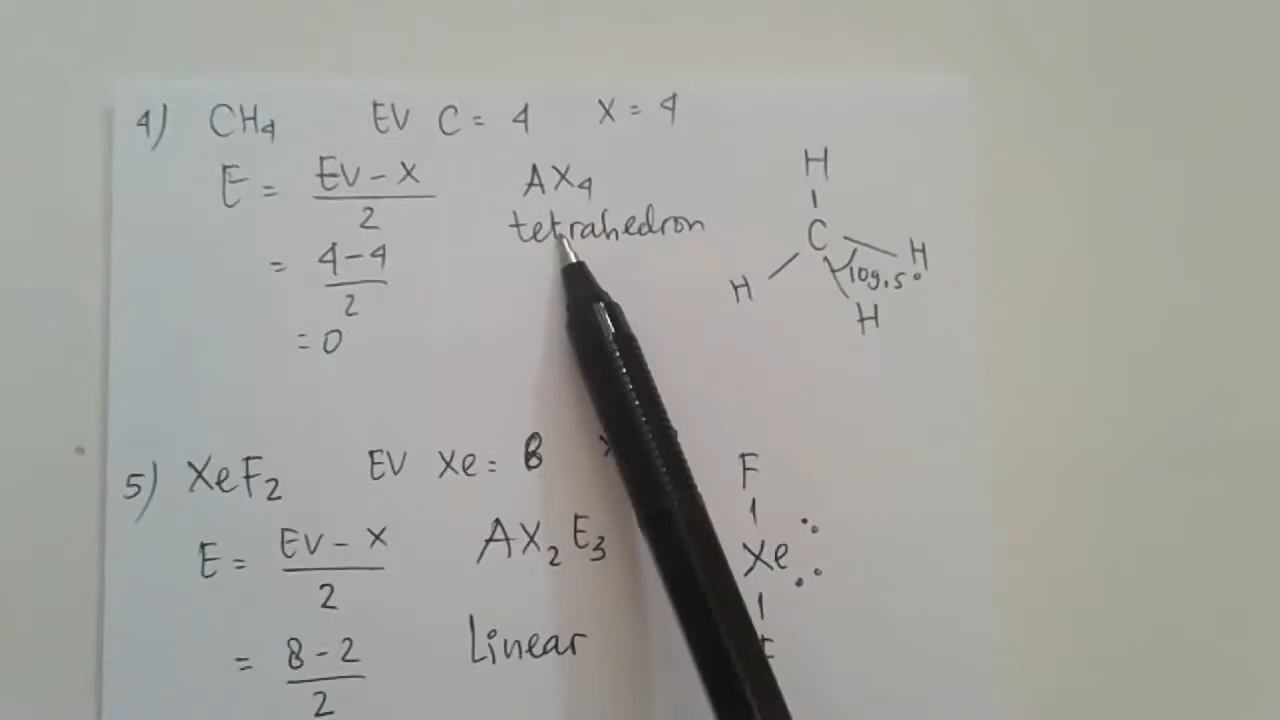 4) CH4 EV C = 4 X = 4
E = EV - X / 2 AX4
tetrahedron
= 4 - 4 / 2
= 0
H
C
H H
109.5°
H
5) XeF2 EV Xe = 8
E = EV - X / 2 AX2E3
= 8 - 2 / 2 Linear
F
Xe